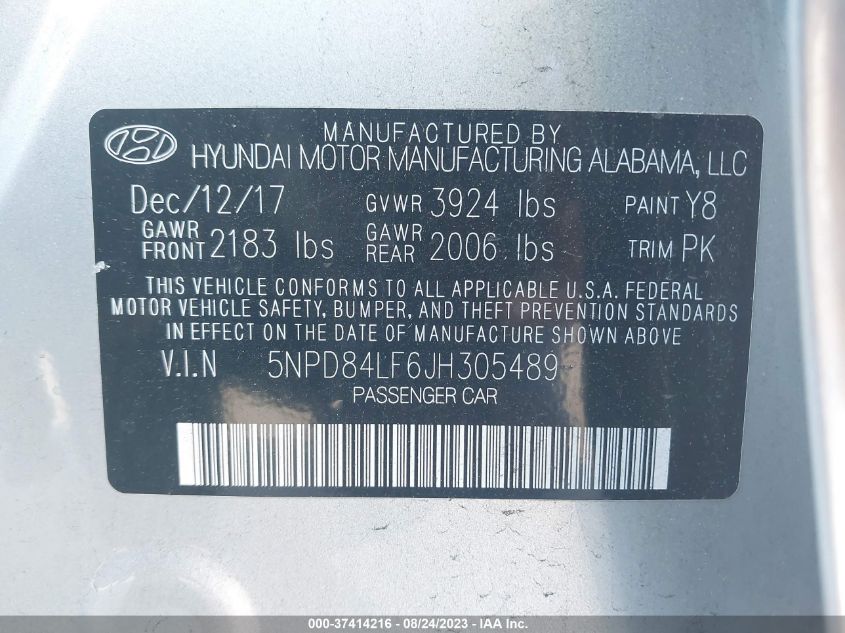 MANUFACTURED BY
HYUNDAI MOTOR MANUFACTURING ALABAMA, LLC
Dec/12/17 GVWR 3924 lbs PAINT Y8
GAWR FRONT 2183 lbs GAWR REAR 2006 lbs TRIM PK
THIS VEHICLE CONFORMS TO ALL APPLICABLE U.S.A. FEDERAL
MOTOR VEHICLE SAFETY, BUMPER, AND THEFT PREVENTION STANDARDS
IN EFFECT ON THE DATE OF MANUFACTURE SHOWN ABOVE.
V.I.N 5NPD84LF6JH305489
PASSENGER CAR
000-37414216 - 08/24/2023 - 0000187778